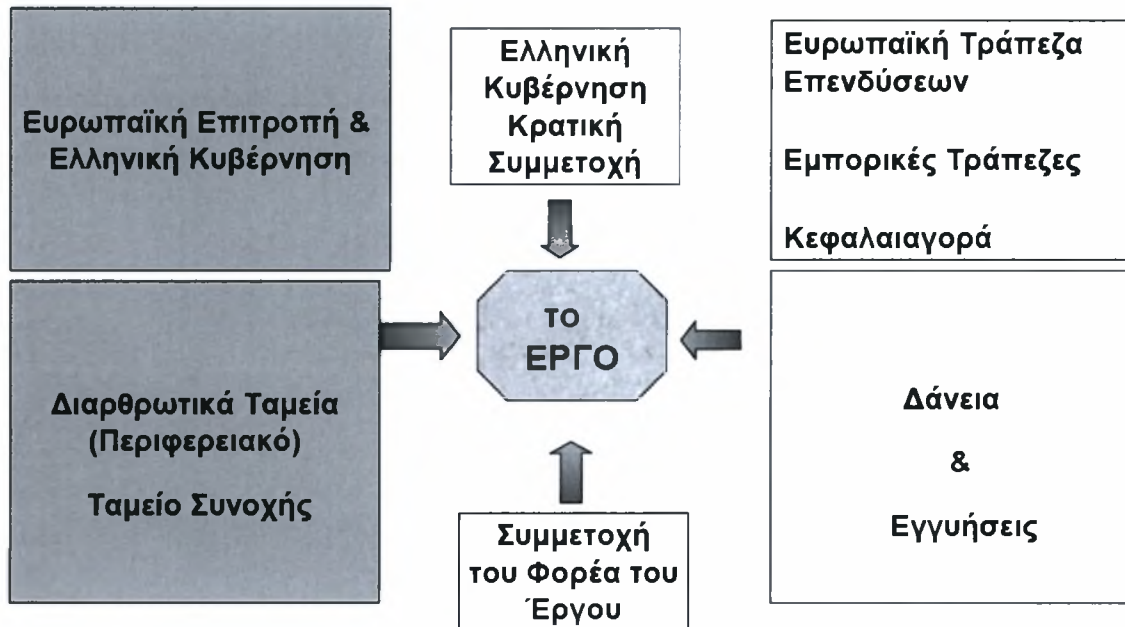 Ευρωπαϊκή Επιτροπή &
Ελληνική Κυβέρνηση
Διαρθρωτικά Ταμεία
(Περιφερειακό)
Ταμείο Συνοχής
Ελληνική
Κυβέρνηση
Κρατική
Συμμετοχή
το
ΕΡΓΟ
Συμμετοχή
του Φορέα του
Έργου
Ευρωπαϊκή Τράπεζα
Επενδύσεων
Εμπορικές Τράπεζες
Κεφαλαιαγορά
Δάνεια
&
Εγγυήσεις